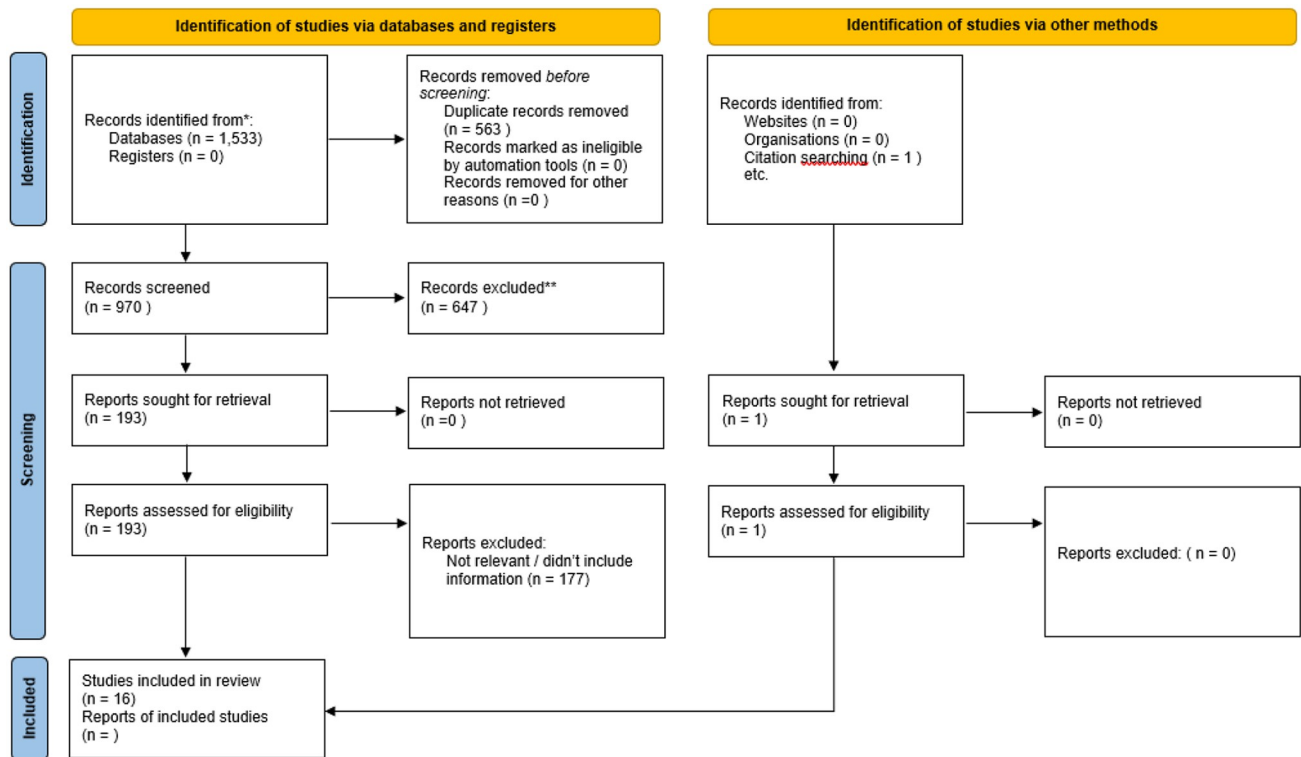 Identification of studies via databases and registers
Identification of studies via other methods
Identification
Records identified from*:
Databases (n = 1,533)
Registers (n = 0)
Records removed before
screening:
Duplicate records removed
(n = 563 )
Records marked as ineligible
by automation tools (n = 0)
Records removed for other
reasons (n =0 )
Records identified from:
Websites (n = 0)
Organisations (n = 0)
Citation searching (n = 1 )
etc.
Screening
Records screened
(n = 970 )
Records excluded**
(n = 647 )
Reports sought for retrieval
(n = 193)
Reports not retrieved
(n =0 )
Reports sought for retrieval
(n = 1)
Reports not retrieved
(n = 0)
Reports assessed for eligibility
(n = 193)
Reports excluded:
Not relevant / didn’t include
information (n = 177)
Reports assessed for eligibility
(n = 1)
Reports excluded: ( n = 0)
Included
Studies included in review
(n = 16)
Reports of included studies
(n = )